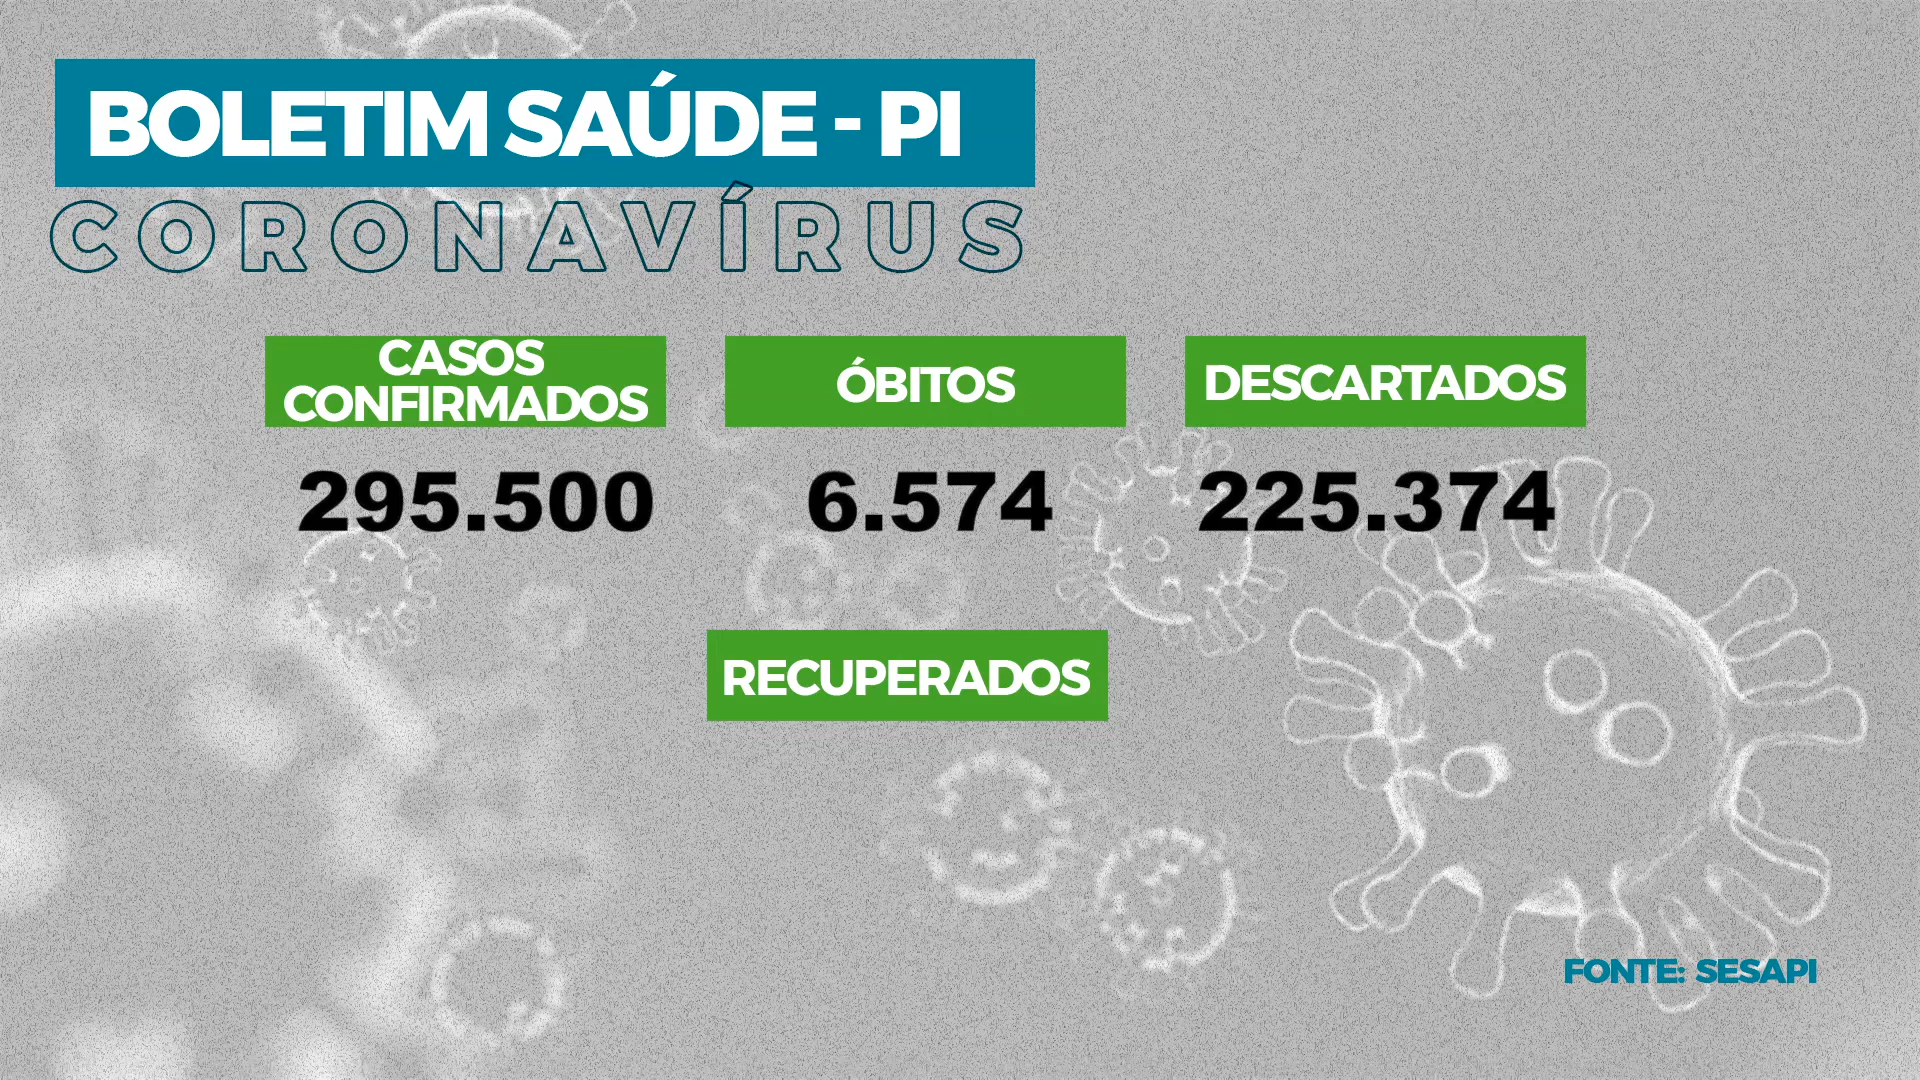 BOLETIM SAÚDE - PI
CORONAVÍRUS
CASOS
CONFIRMADOS
295.500
ÓBITOS
6.574
DESCARTADOS
225.374
RECUPERADOS
FONTE: SESAPI